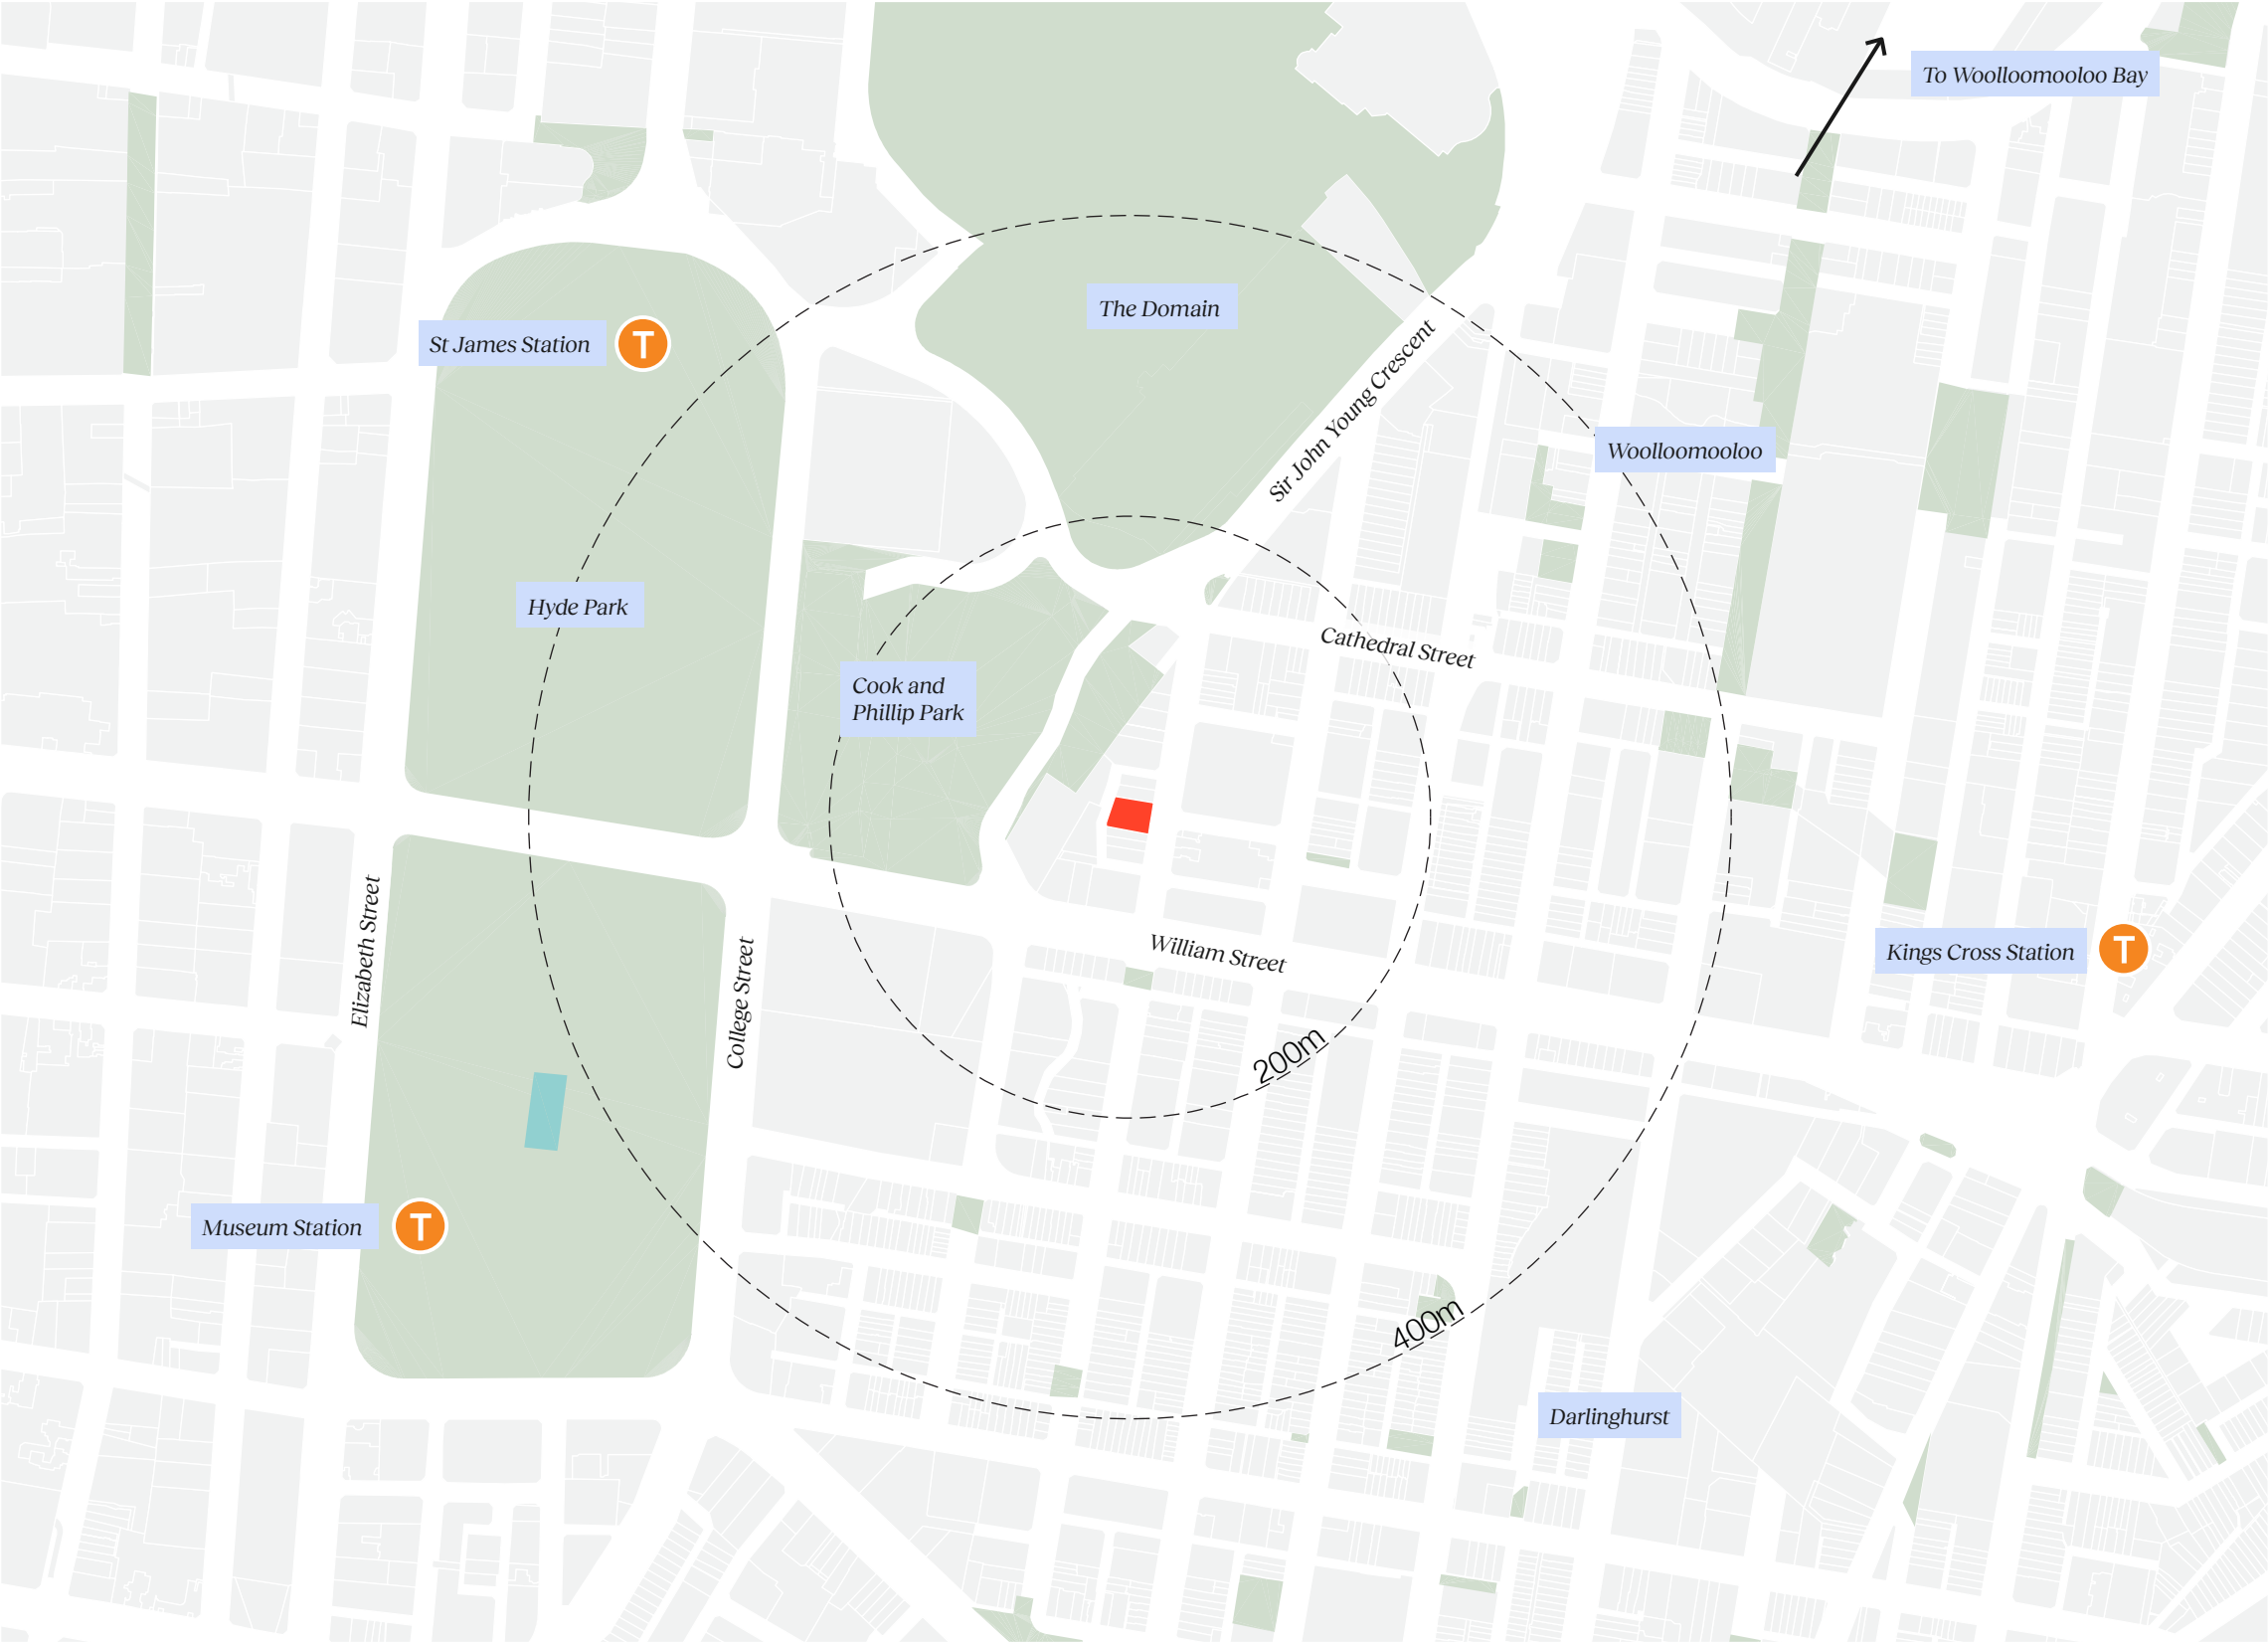 To Woolloomooloo Bay
The Domain
St James Station
T
Sir John Young Crescent
Woolloomooloo
Hyde Park
Cathedral Street
Cook and
Phillip Park
Elizabeth Street
College Street
William Street
Kings Cross Station
T
200m
Museum Station
T
400m
Darlinghurst